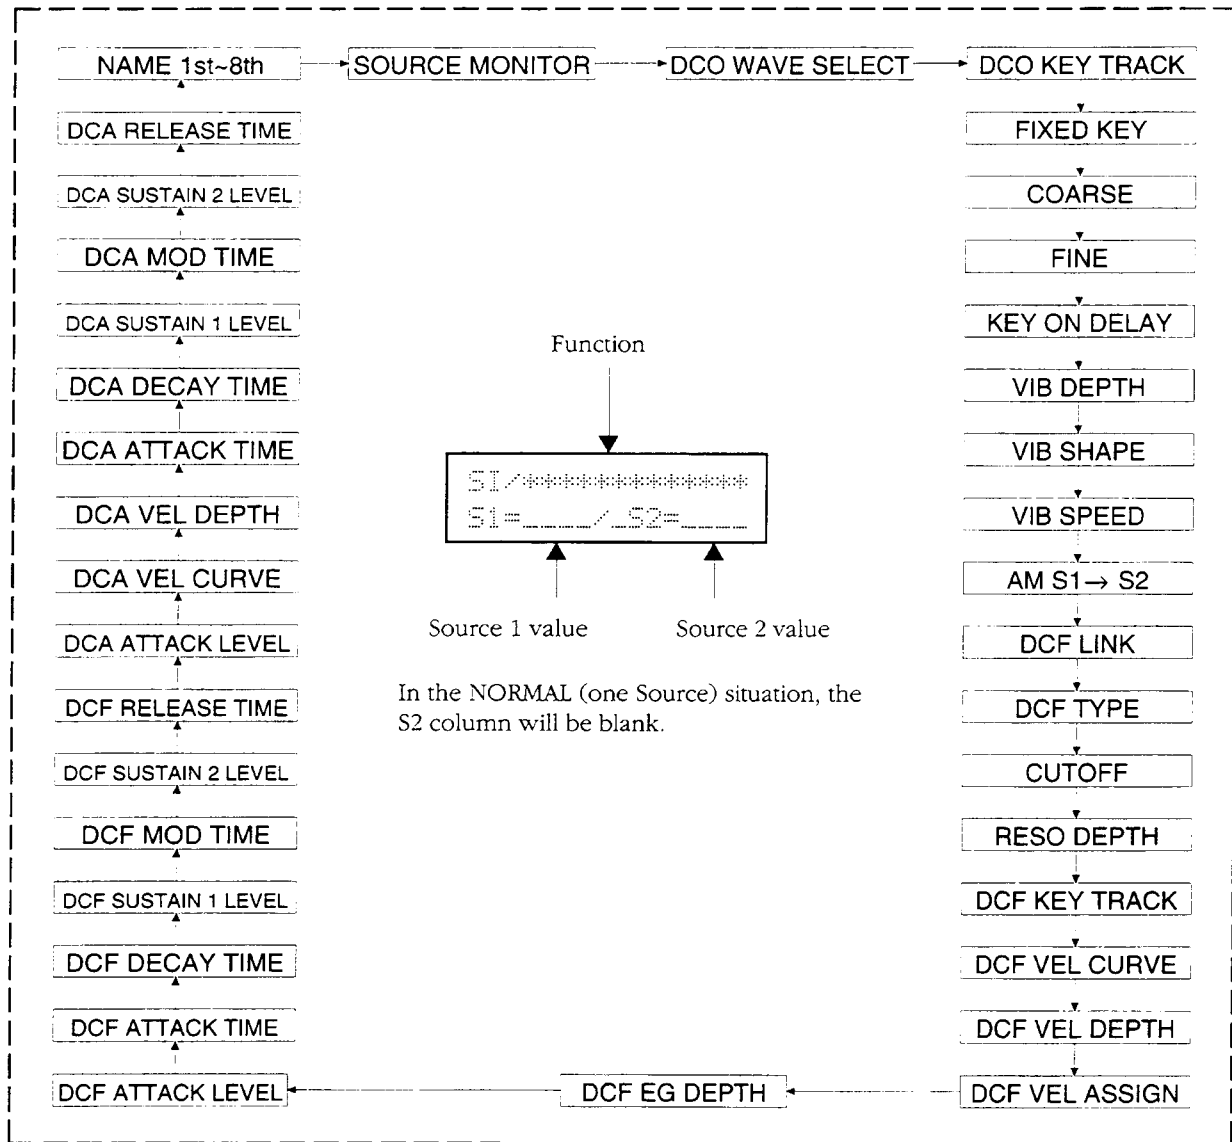 NAME 1st~8th
SOURCE MONITOR
DCO WAVE SELECT
DCO KEY TRACK
FIXED KEY
COARSE
FINE
KEY ON DELAY
VIB DEPTH
VIB SHAPE
VIB SPEED
AM S1→ S2
DCF LINK
DCF TYPE
CUTOFF
RESO DEPTH
DCF KEY TRACK
DCF VEL CURVE
DCF VEL DEPTH
DCF VEL ASSIGN
DCF EG DEPTH
DCF ATTACK LEVEL
DCF ATTACK TIME
DCF DECAY TIME
DCF SUSTAIN 1 LEVEL
DCF MOD TIME
DCF SUSTAIN 2 LEVEL
DCF RELEASE TIME
DCA ATTACK LEVEL
DCA VEL CURVE
DCA VEL DEPTH
DCA ATTACK TIME
DCA DECAY TIME
DCA SUSTAIN 1 LEVEL
DCA MOD TIME
DCA SUSTAIN 2 LEVEL
DCA RELEASE TIME
Function
SI/*************
S1=____/_S2=____
Source 1 value
Source 2 value
In the NORMAL (one Source) situation, the
S2 column will be blank.